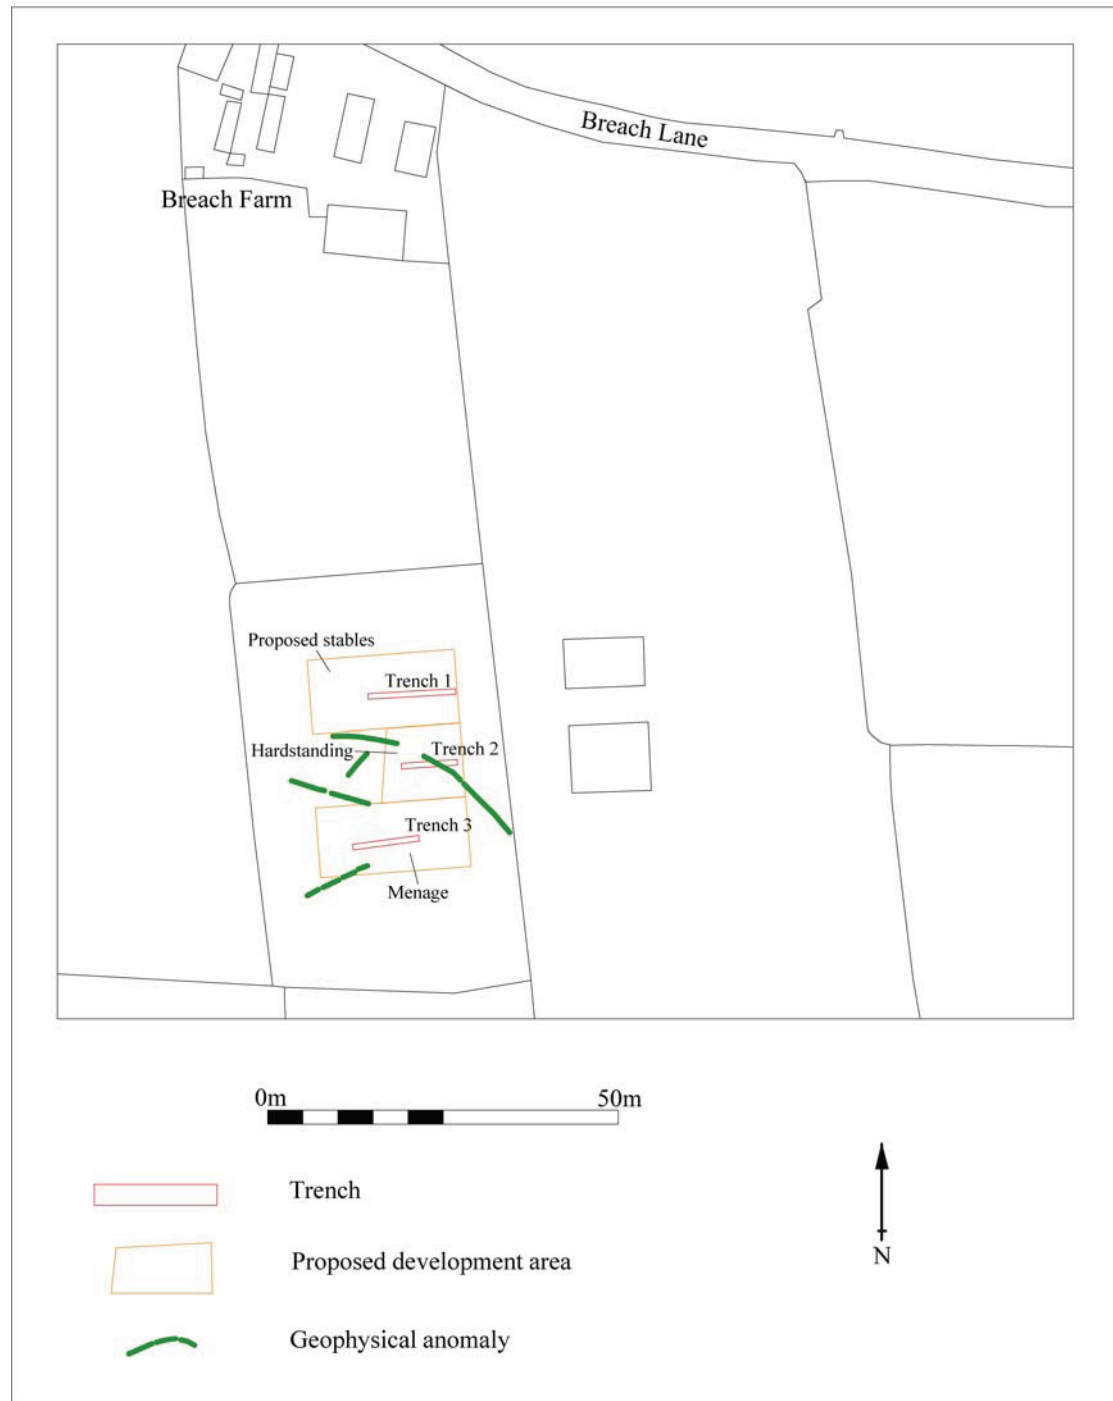 Breach Lane
Breach Farm
Proposed stables
Trench 1
Hardstanding
Trench 2
Trench 3
Menage
0m
50m
Trench
Proposed development area
N
Geophysical anomaly